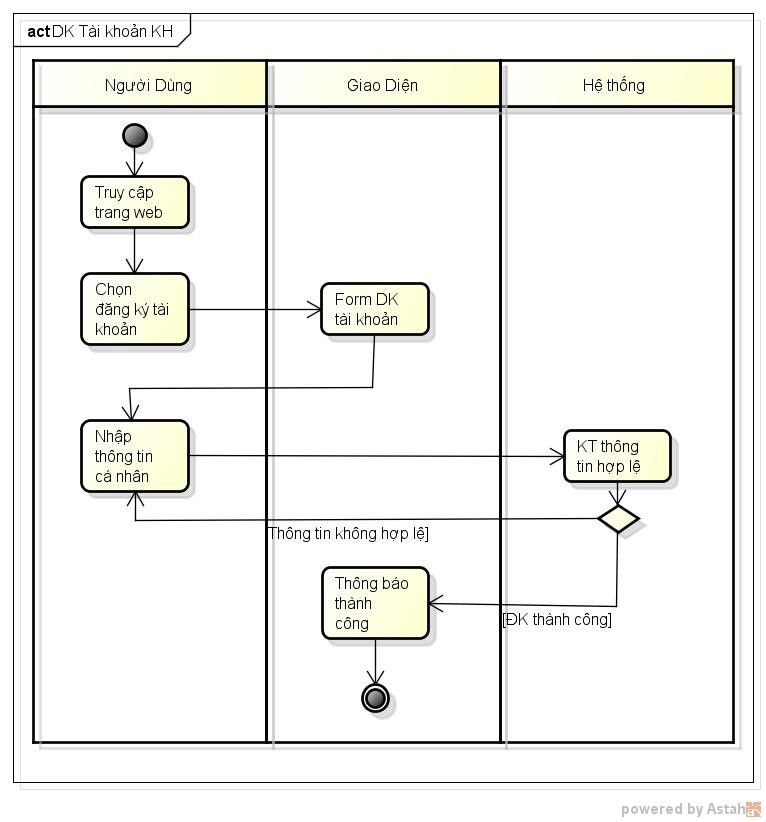 act DK Tài khoản KH
Người Dùng
Giao Diện
Hệ thống
Truy cập
trang web
Chọn
đăng ký tài
khoản
Form DK
tài khoản
Nhập
thông tin
cá nhân
KT thông
tin hợp lệ
Thông tin không hợp lệ]
Thông báo
thành
công
[ĐK thành công]
powered by Astah